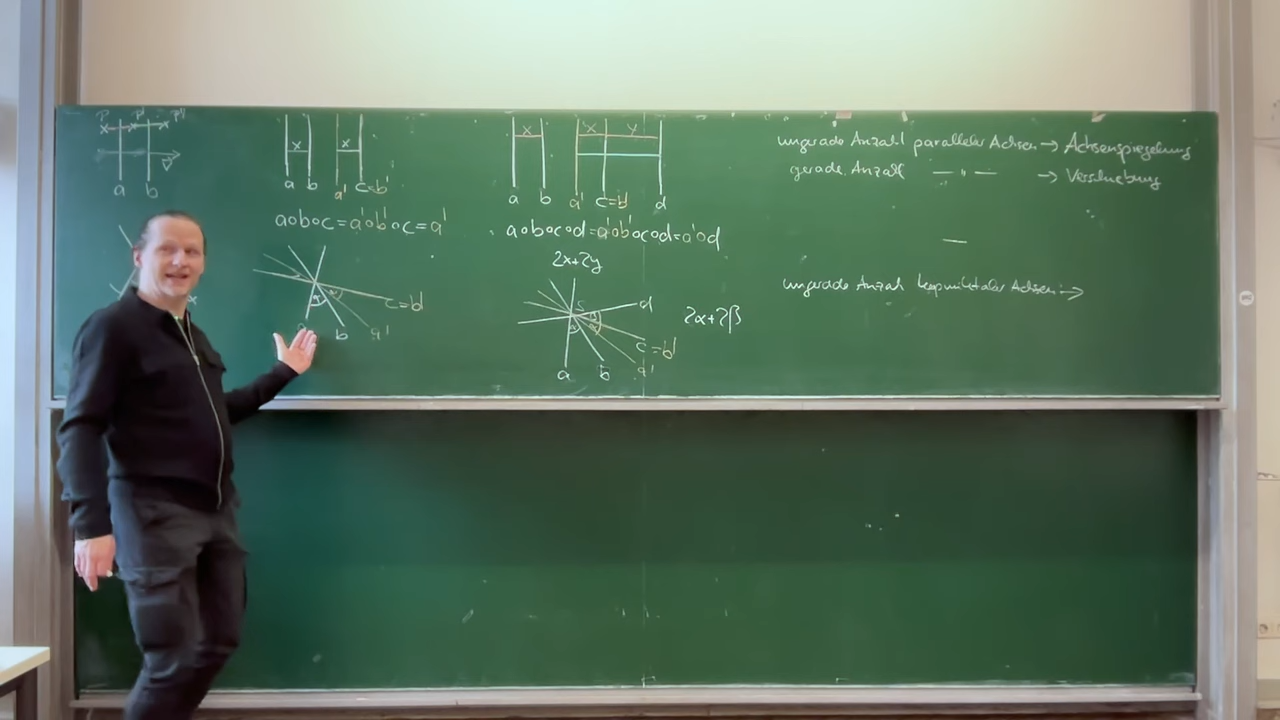 P P' P''
a b v
x x
a b a' c=b'
a∘b∘c=a'∘b'∘c=a'
a b a' c=b'
x x y
a b a' c=b' d
a∘b∘c∘d=a'∘b'∘c∘d=a'∘d
2x+2y
S d
a b a' c=b'
2α+2β
ungerade Anzahl paralleler Achsen → Achsenspiegelung
gerade Anzahl —"— → Verschiebung
—
ungerade Anzahl kopunktaler Achsen →